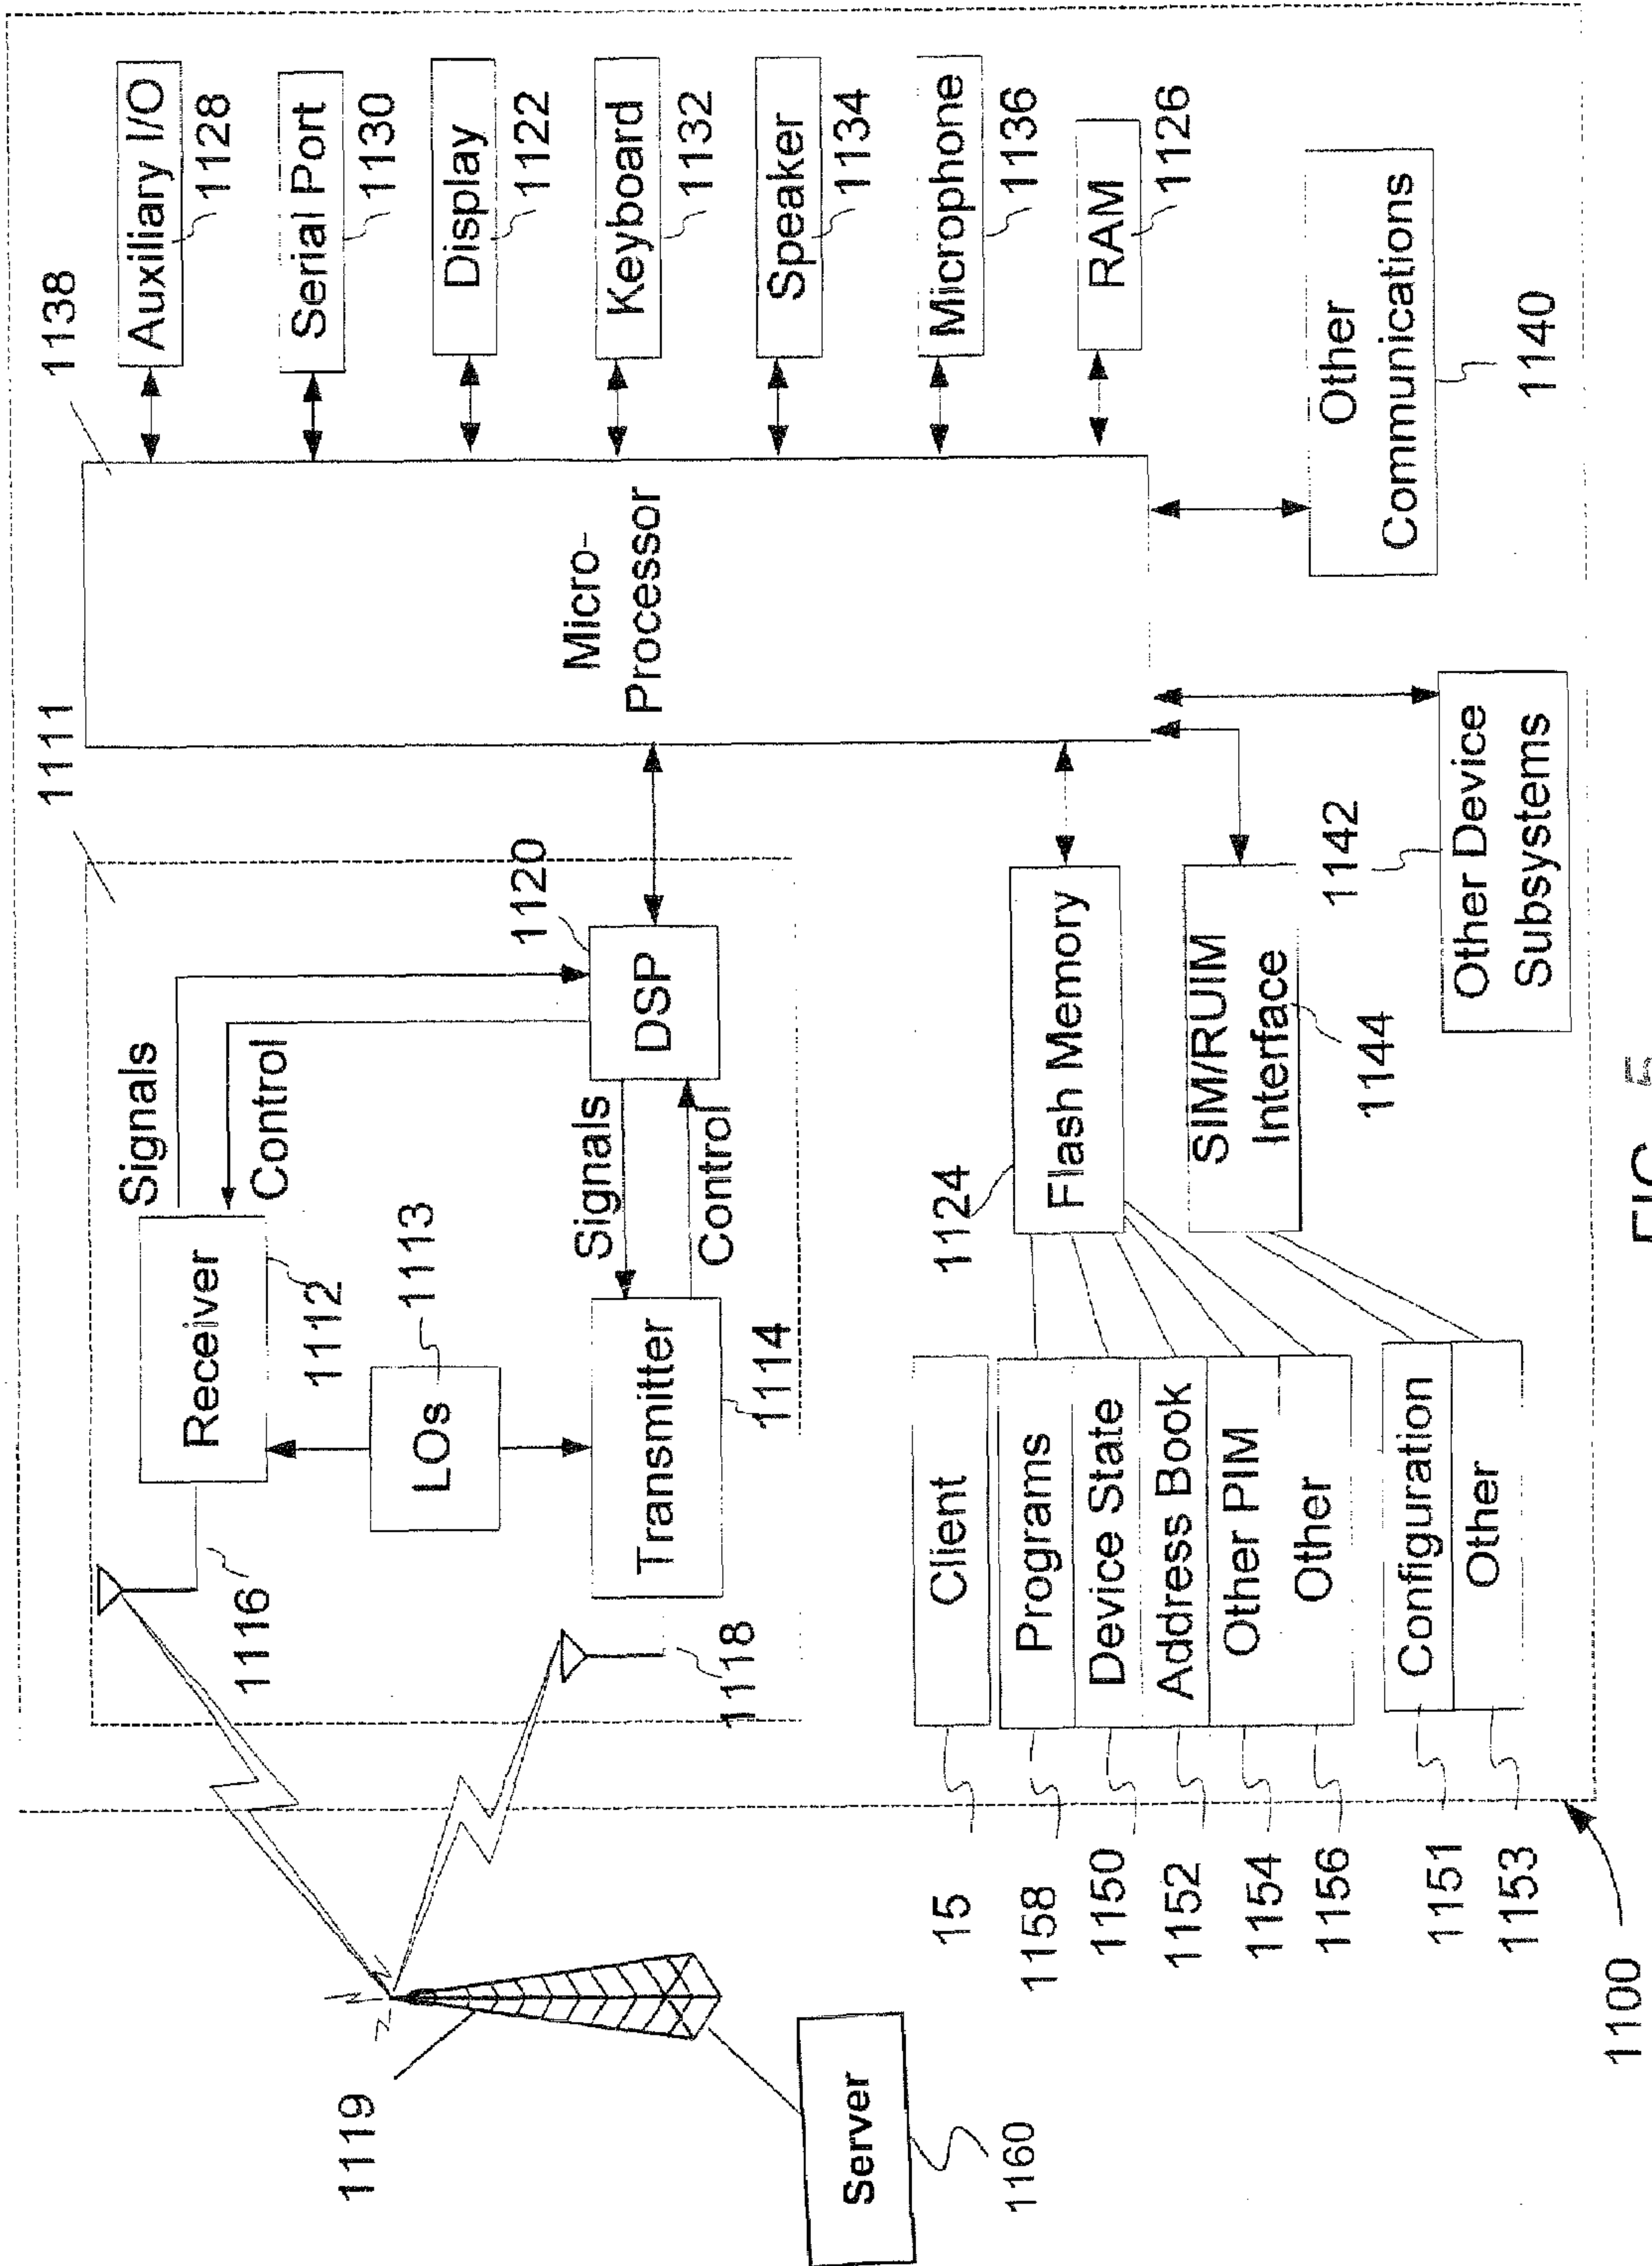 1138
1111
Auxiliary I/O
1128
Serial Port
1130
Display
1122
Keyboard
1132
Speaker
1134
Microphone
1136
RAM
1126
Other
Communications
1140
Micro-
Processor
Signals
Control
1120
DSP
Receiver
1112
LOs
1113
Signals
Control
Transmitter
1114
1116
1118
1119
Server
1160
1124
Flash Memory
SIM/RUIM
Interface
1144
1142
Other Device
Subsystems
Client
Programs
Device State
Address Book
Other PIM
Other
Configuration
Other
15
1158
1150
1152
1154
1156
1151
1153
1100
FIG. 5